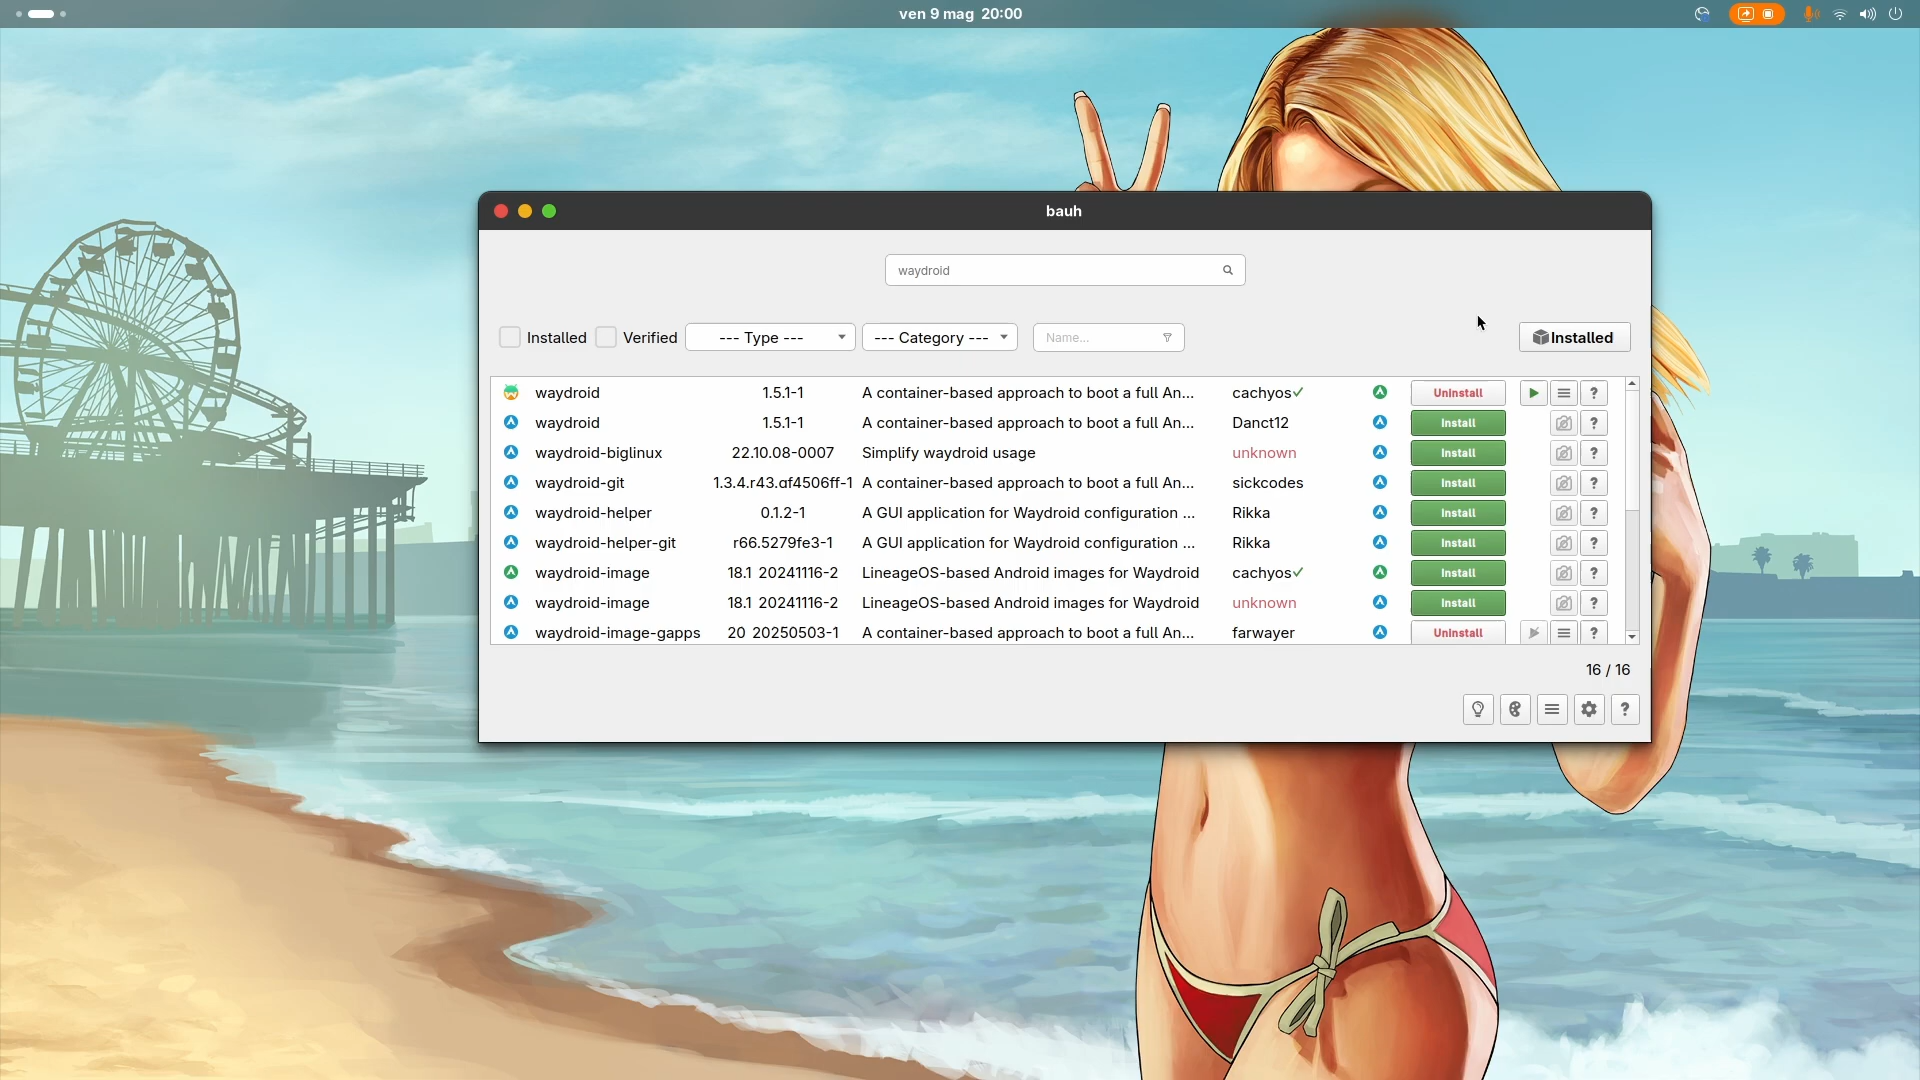 ven 9 mag 20:00
bauh
waydroid
Installed Verified --- Type --- --- Category --- Name... Installed
waydroid 1.5.1-1 A container-based approach to boot a full An... cachyos Uninstall ?
waydroid 1.5.1-1 A container-based approach to boot a full An... Danct12 Install ?
waydroid-biglinux 22.10.08-0007 Simplify waydroid usage unknown Install ?
waydroid-git 1.3.4.r43.gf4506ff-1 A container-based approach to boot a full An... sickcodes Install ?
waydroid-helper 0.1.2-1 A GUI application for Waydroid configuration ... Rikka Install ?
waydroid-helper-git r66.5279fe3-1 A GUI application for Waydroid configuration ... Rikka Install ?
waydroid-image 18.1 20241116-2 LineageOS-based Android images for Waydroid cachyos Install ?
waydroid-image 18.1 20241116-2 LineageOS-based Android images for Waydroid unknown Install ?
waydroid-image-gapps 20 20250503-1 A container-based approach to boot a full An... farwayer Uninstall ?
16 / 16
?